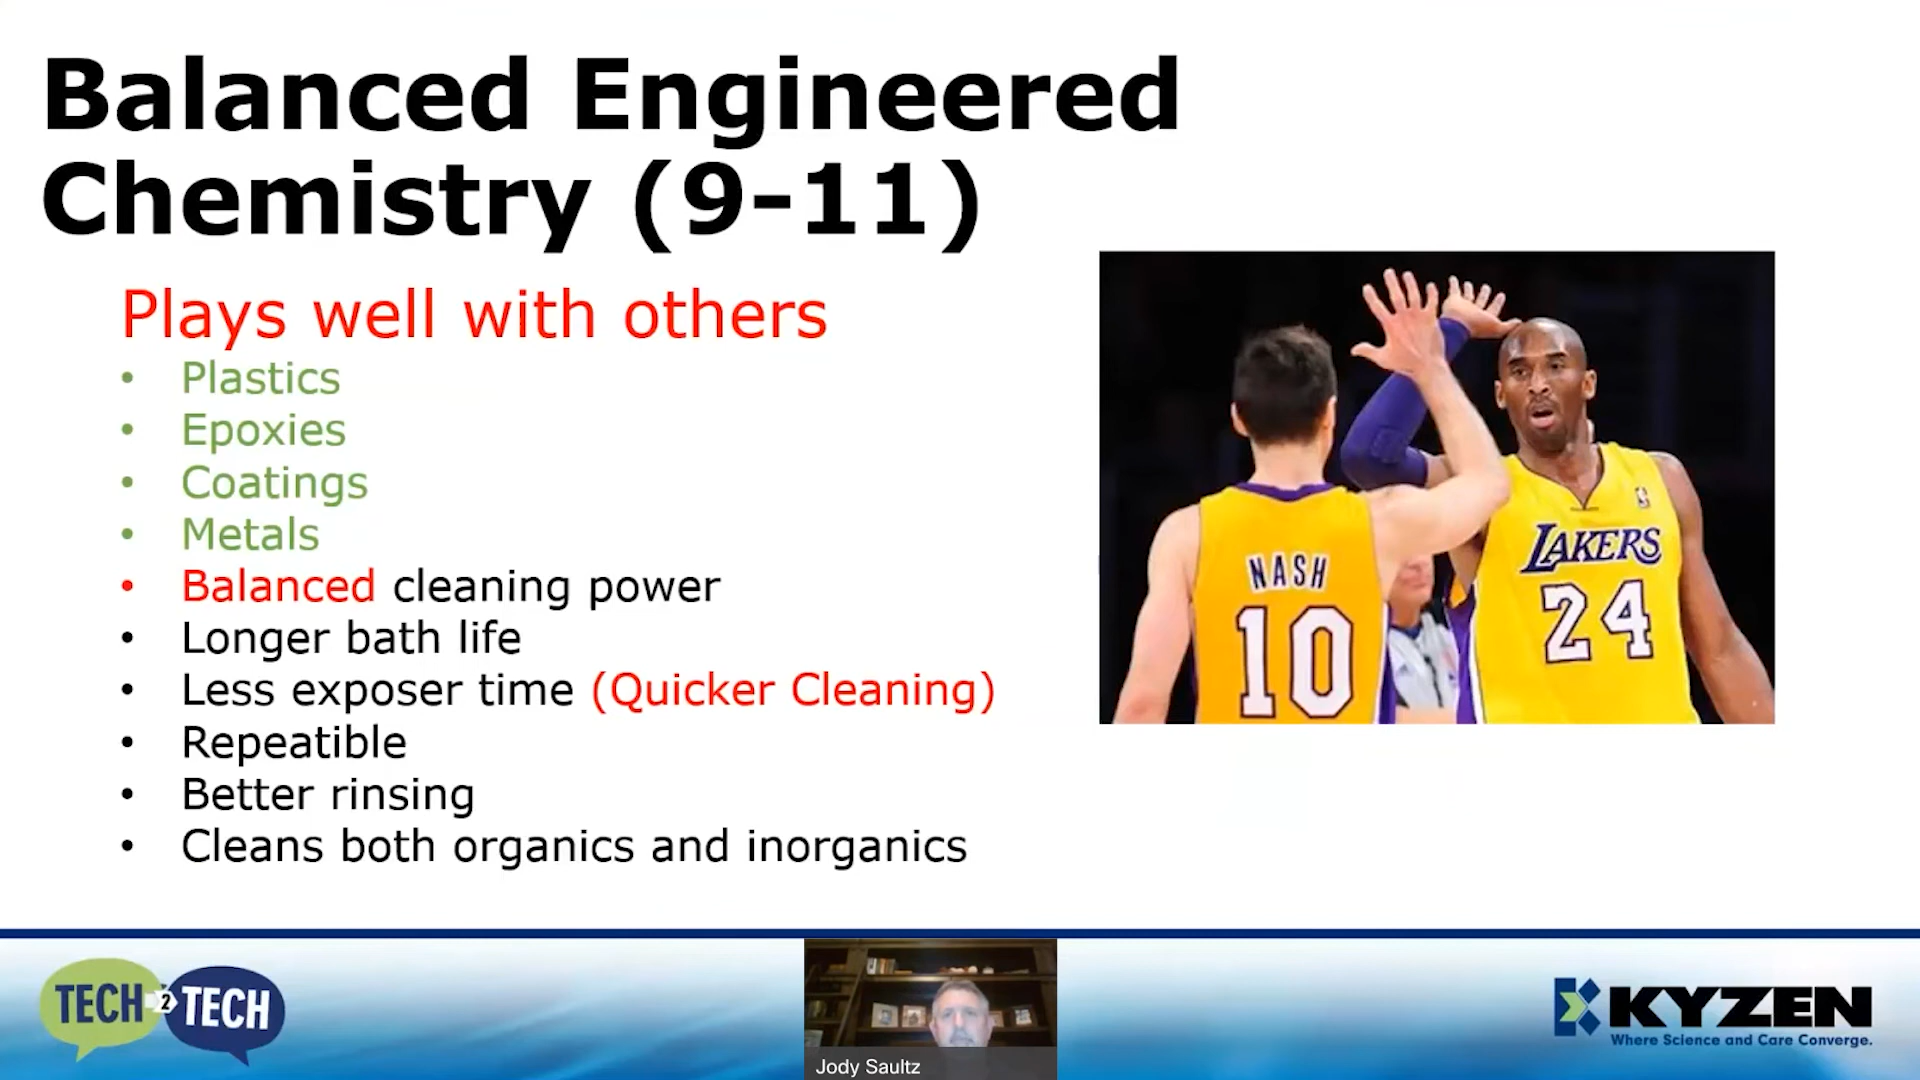 Balanced Engineered
Chemistry (9-11)
Plays well with others
• Plastics
• Epoxies
• Coatings
• Metals
• Balanced cleaning power
• Longer bath life
• Less exposer time (Quicker Cleaning)
• Repeatible
• Better rinsing
• Cleans both organics and inorganics
NASH
10
LAKERS
24
TECH 2 TECH
Jody Saultz
KYZEN
Where Science and Care Converge.